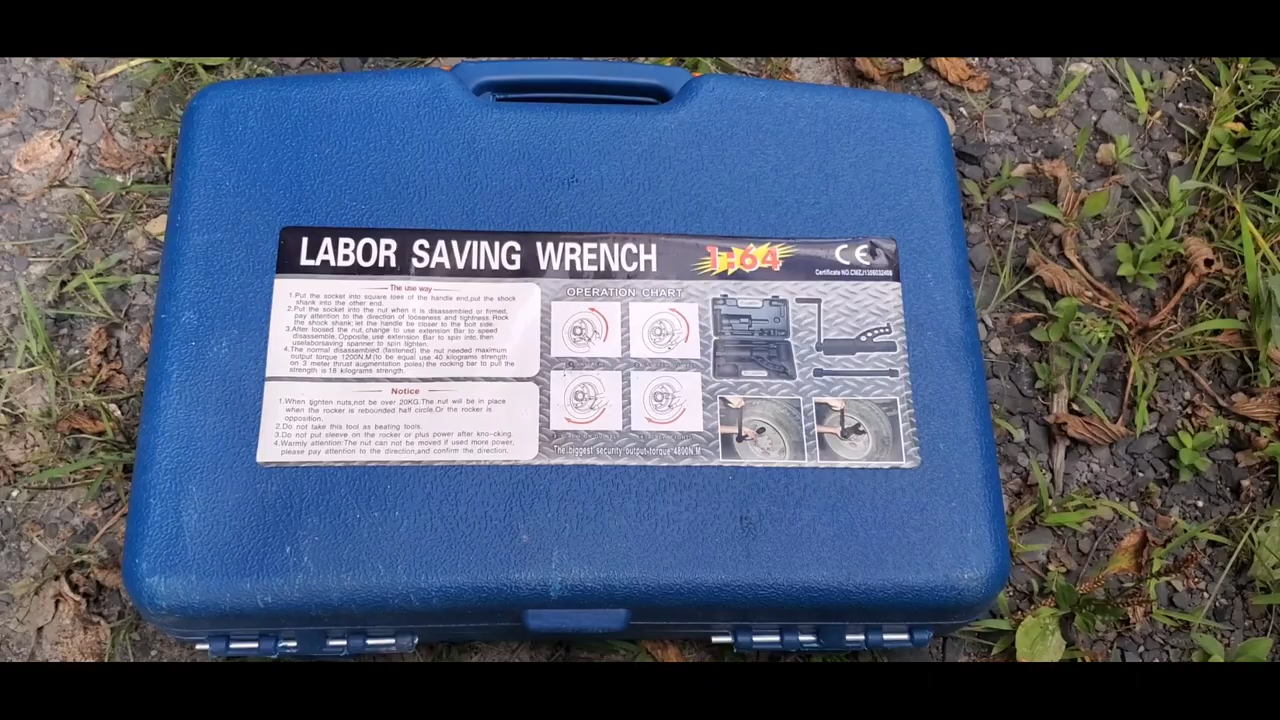 LABOR SAVING WRENCH 1:64 CE
Certificate NO.CMZJ1306032408
The use way
1.Put the socket into square toes of the handle end,put the shock
shank into the other end.
2.Put the socket into the nut when it is disassembled or firmed,
pay attention to the direction of looseness and tightness. Rock
the shock shank; let the handle be closer to the bolt side.
3.After loosed the nut, change to use extension Bar to speed
disassemble. Opposite, use extension Bar to spin into, then
uselaborsaving spanner to spin tighten.
4.The normal disassembled (fastened) the nut needed maximum
output torque 1200N.M (to be equal use 40 kilograms strength
on 3 meter thrust augmentation poles) the rocking bar to pull the
strength is 18 kilograms strength.
Notice
1.When tighten nuts,not be over 20KG.The nut will be in place
when the rocker is rebounded half circle.Or the rocker is
opposition.
2.Do not take this tool as beating tools.
3.Do not put sleeve on the rocker or plus power after kno-cking.
4.Warmly attention:The nut can not be moved if used more power,
please pay attention to the direction,and confirm the direction.
OPERATION CHART
The biggest security output torque 4800N.M